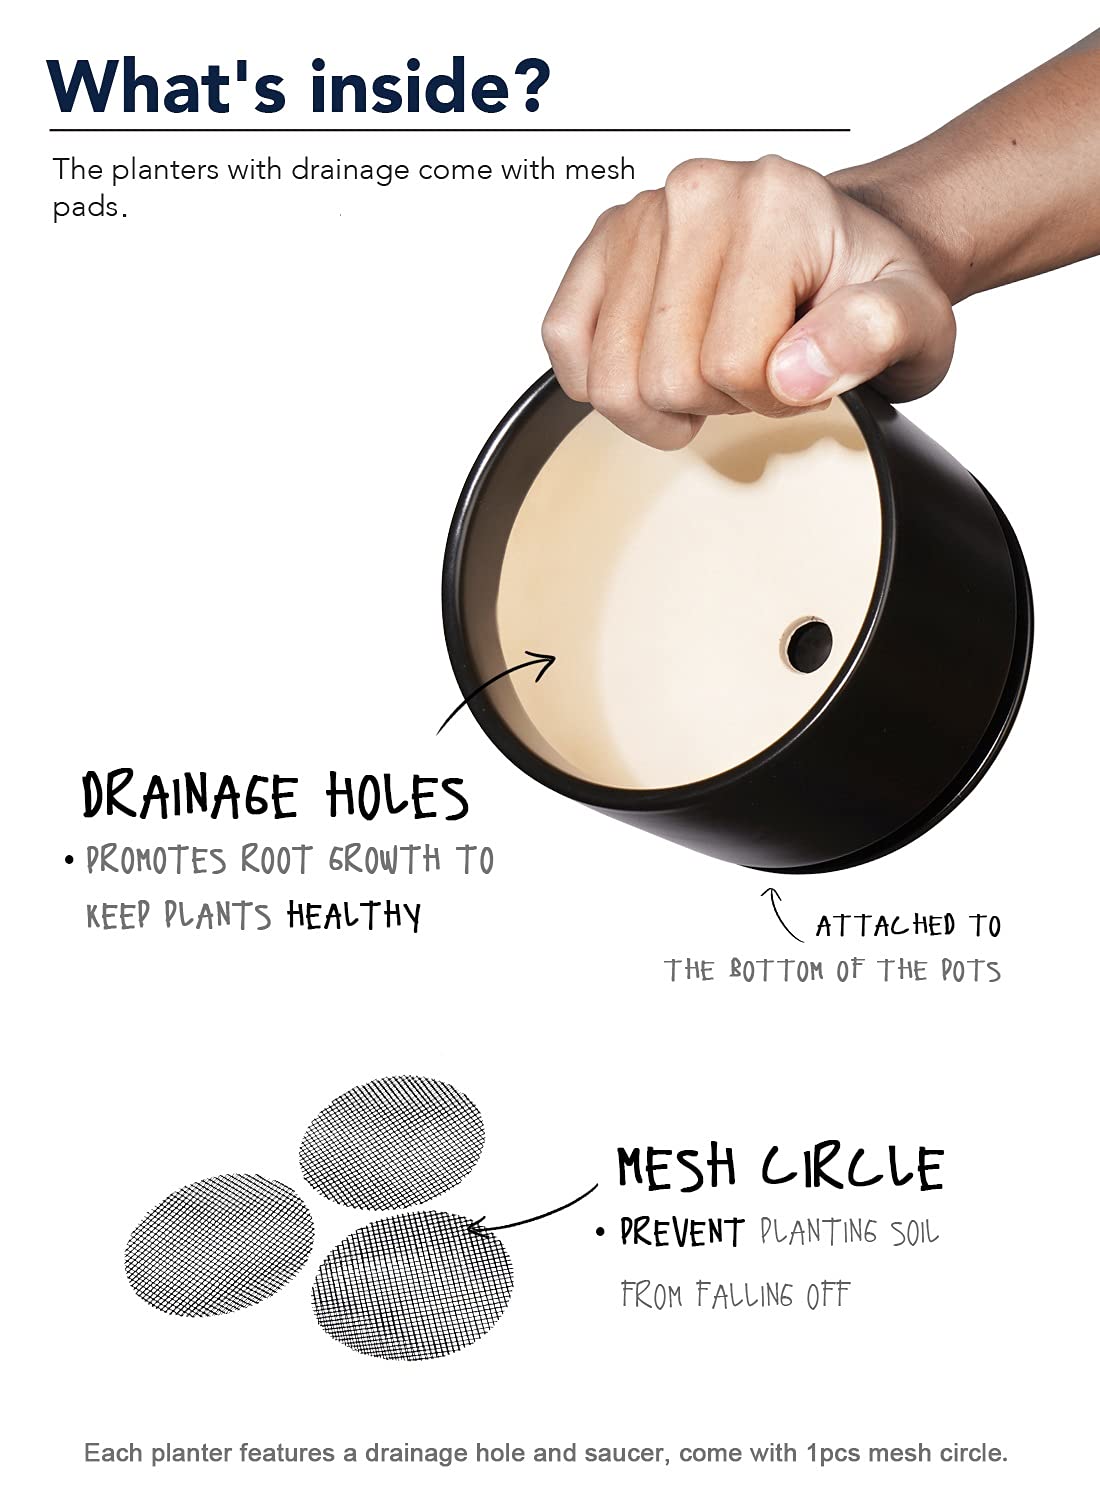 What's inside?
The planters with drainage come with mesh
pads.
DRAINAGE HOLES
• PROMOTES ROOT GROWTH TO
KEEP PLANTS HEALTHY
ATTACHED TO
THE BOTTOM OF THE POTS
MESH CIRCLE
• PREVENT PLANTING SOIL
FROM FALLING OFF
Each planter features a drainage hole and saucer, come with 1pcs mesh circle.